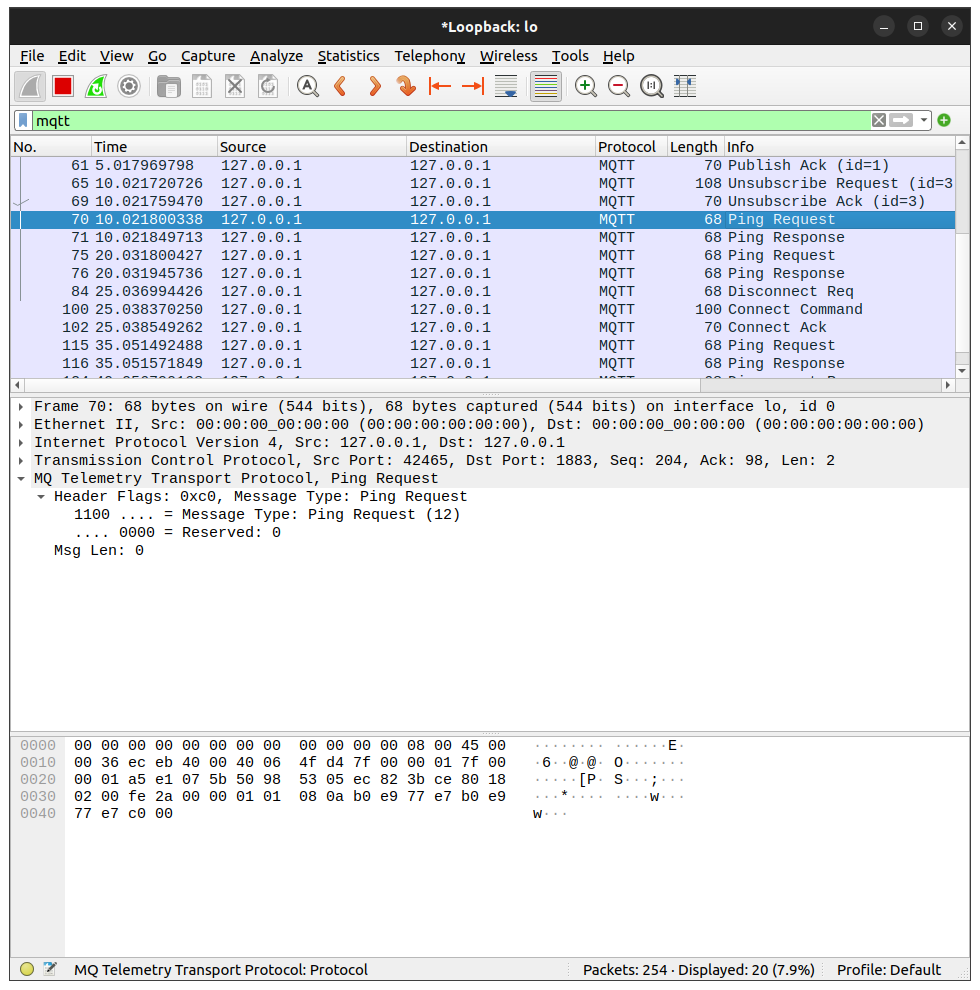 *Loopback: lo
File Edit View Go Capture Analyze Statistics Telephony Wireless Tools Help
mqtt
No. Time Source Destination Protocol Length Info
61 5.017969798 127.0.0.1 127.0.0.1 MQTT 70 Publish Ack (id=1)
65 10.021720726 127.0.0.1 127.0.0.1 MQTT 108 Unsubscribe Request (id=3
69 10.021759470 127.0.0.1 127.0.0.1 MQTT 70 Unsubscribe Ack (id=3)
70 10.021800338 127.0.0.1 127.0.0.1 MQTT 68 Ping Request
71 10.021849713 127.0.0.1 127.0.0.1 MQTT 68 Ping Response
75 20.031800427 127.0.0.1 127.0.0.1 MQTT 68 Ping Request
76 20.031945736 127.0.0.1 127.0.0.1 MQTT 68 Ping Response
84 25.036994426 127.0.0.1 127.0.0.1 MQTT 68 Disconnect Req
100 25.038370250 127.0.0.1 127.0.0.1 MQTT 100 Connect Command
102 25.038549262 127.0.0.1 127.0.0.1 MQTT 70 Connect Ack
115 35.051492488 127.0.0.1 127.0.0.1 MQTT 68 Ping Request
116 35.051571849 127.0.0.1 127.0.0.1 MQTT 68 Ping Response
Frame 70: 68 bytes on wire (544 bits), 68 bytes captured (544 bits) on interface lo, id 0
Ethernet II, Src: 00:00:00_00:00:00 (00:00:00:00:00:00), Dst: 00:00:00_00:00:00 (00:00:00:00:00:00)
Internet Protocol Version 4, Src: 127.0.0.1, Dst: 127.0.0.1
Transmission Control Protocol, Src Port: 42465, Dst Port: 1883, Seq: 204, Ack: 98, Len: 2
MQ Telemetry Transport Protocol, Ping Request
Header Flags: 0xc0, Message Type: Ping Request
1100 .... = Message Type: Ping Request (12)
.... 0000 = Reserved: 0
Msg Len: 0
0000 00 00 00 00 00 00 00 00 00 00 00 00 08 00 45 00 ········ ······E·
0010 00 36 ec eb 40 00 40 06 4f d4 7f 00 00 01 7f 00 ·6··@·@· O·······
0020 00 01 a5 e1 07 5b 50 98 53 05 ec 82 3b ce 80 18 ·····[P· S···;···
0030 02 00 fe 2a 00 00 01 01 08 0a b0 e9 77 e7 b0 e9 ···*···· ····w···
0040 77 e7 c0 00 w···
MQ Telemetry Transport Protocol: Protocol
Packets: 254 · Displayed: 20 (7.9%)
Profile: Default